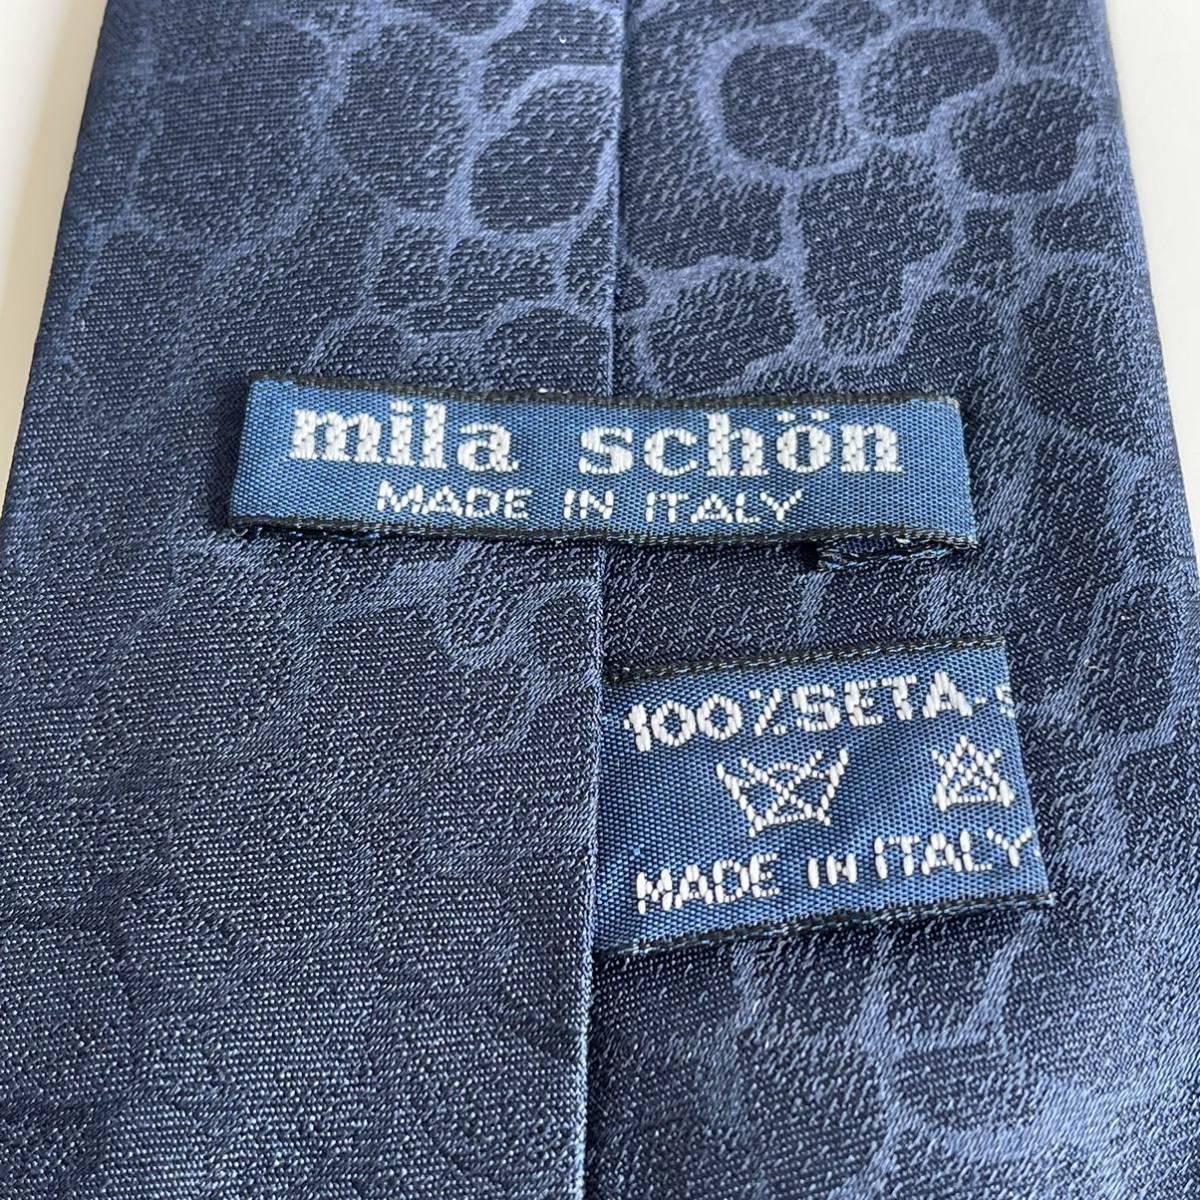 mila schön
MADE IN ITALY
100%SETA-
MADE IN ITALY